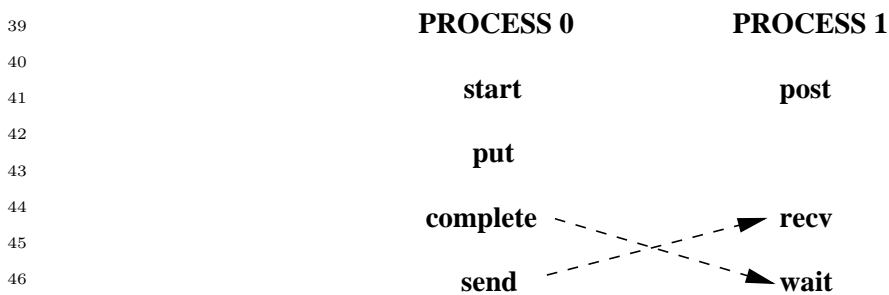 39 PROCESS 0 PROCESS 1
40
41 start post
42
43 put
44 complete recv
45
46 send wait